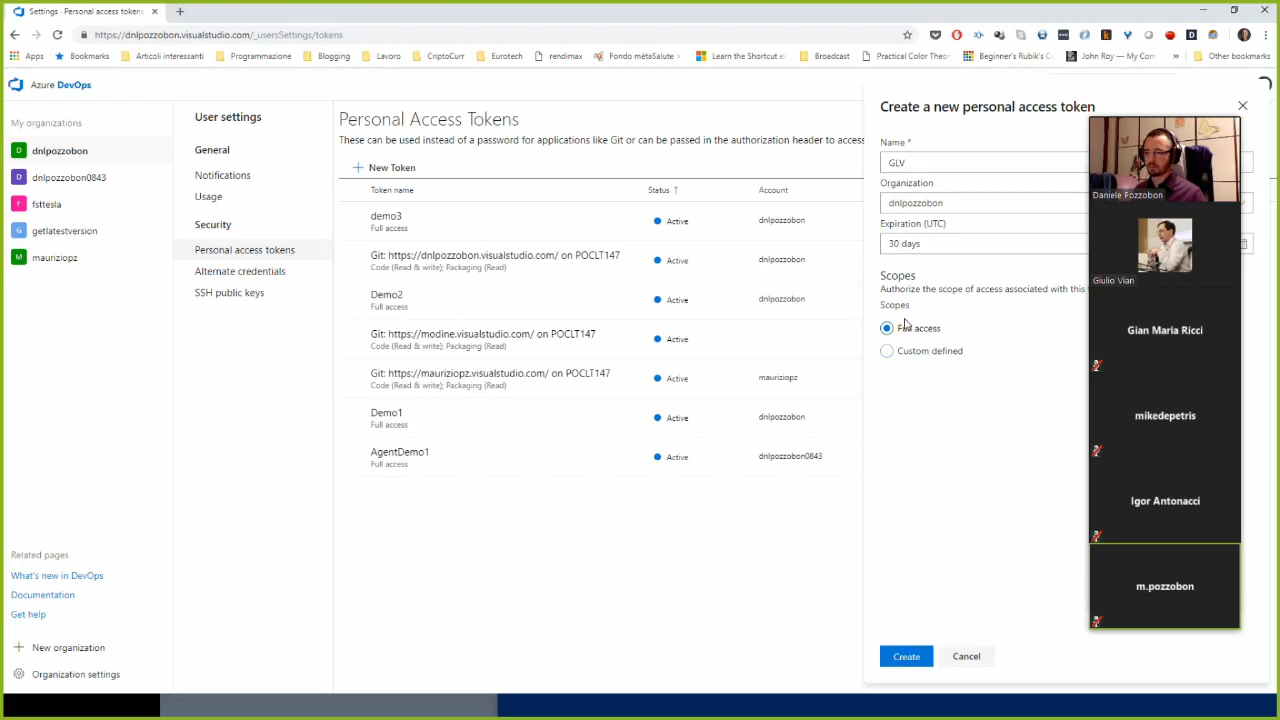 Settings - Personal access token
https://dnlpozzobon.visualstudio.com/_usersSettings/tokens
Apps Bookmarks Articoli interessanti Programmazione Blogging Lavoro CriptoCurr Eurotech rendimax Fondo métaSalute Learn the Shortcut e Broadcast Practical Color Theor Beginner's Rubik's Cu John Roy — My Com » Other bookmarks
Azure DevOps
My organizations
D dnlpozzobon
D dnlpozzobon0843
F fsttesla
G getlatestversion
M mauriziopz
Related pages
What's new in DevOps
Documentation
Get help
New organization
Organization settings
User settings
General
Notifications
Usage
Security
Personal access tokens
Alternate credentials
SSH public keys
Personal Access Tokens
These can be used instead of a password for applications like Git or can be passed in the authorization header to access
New Token
Token name Status Account
demo3
Full access
Active dnlpozzobon
Git: https://dnlpozzobon.visualstudio.com/ on POCLT147
Code (Read & write); Packaging (Read)
Active dnlpozzobon
Demo2
Full access
Active dnlpozzobon
Git: https://modine.visualstudio.com/ on POCLT147
Code (Read & write); Packaging (Read)
Active
Git: https://mauriziopz.visualstudio.com/ on POCLT147
Code (Read & write); Packaging (Read)
Active mauriziopz
Demo1
Full access
Active dnlpozzobon
AgentDemo1
Full access
Active dnlpozzobon0843
Create a new personal access token
Name *
GLV
Organization
dnlpozzobon
Expiration (UTC)
30 days
Scopes
Authorize the scope of access associated with this
Scopes
Full access
Custom defined
Create Cancel
Daniele Pozzobon
Giulio Vian
Gian Maria Ricci
mikedepetris
Igor Antonacci
m.pozzobon